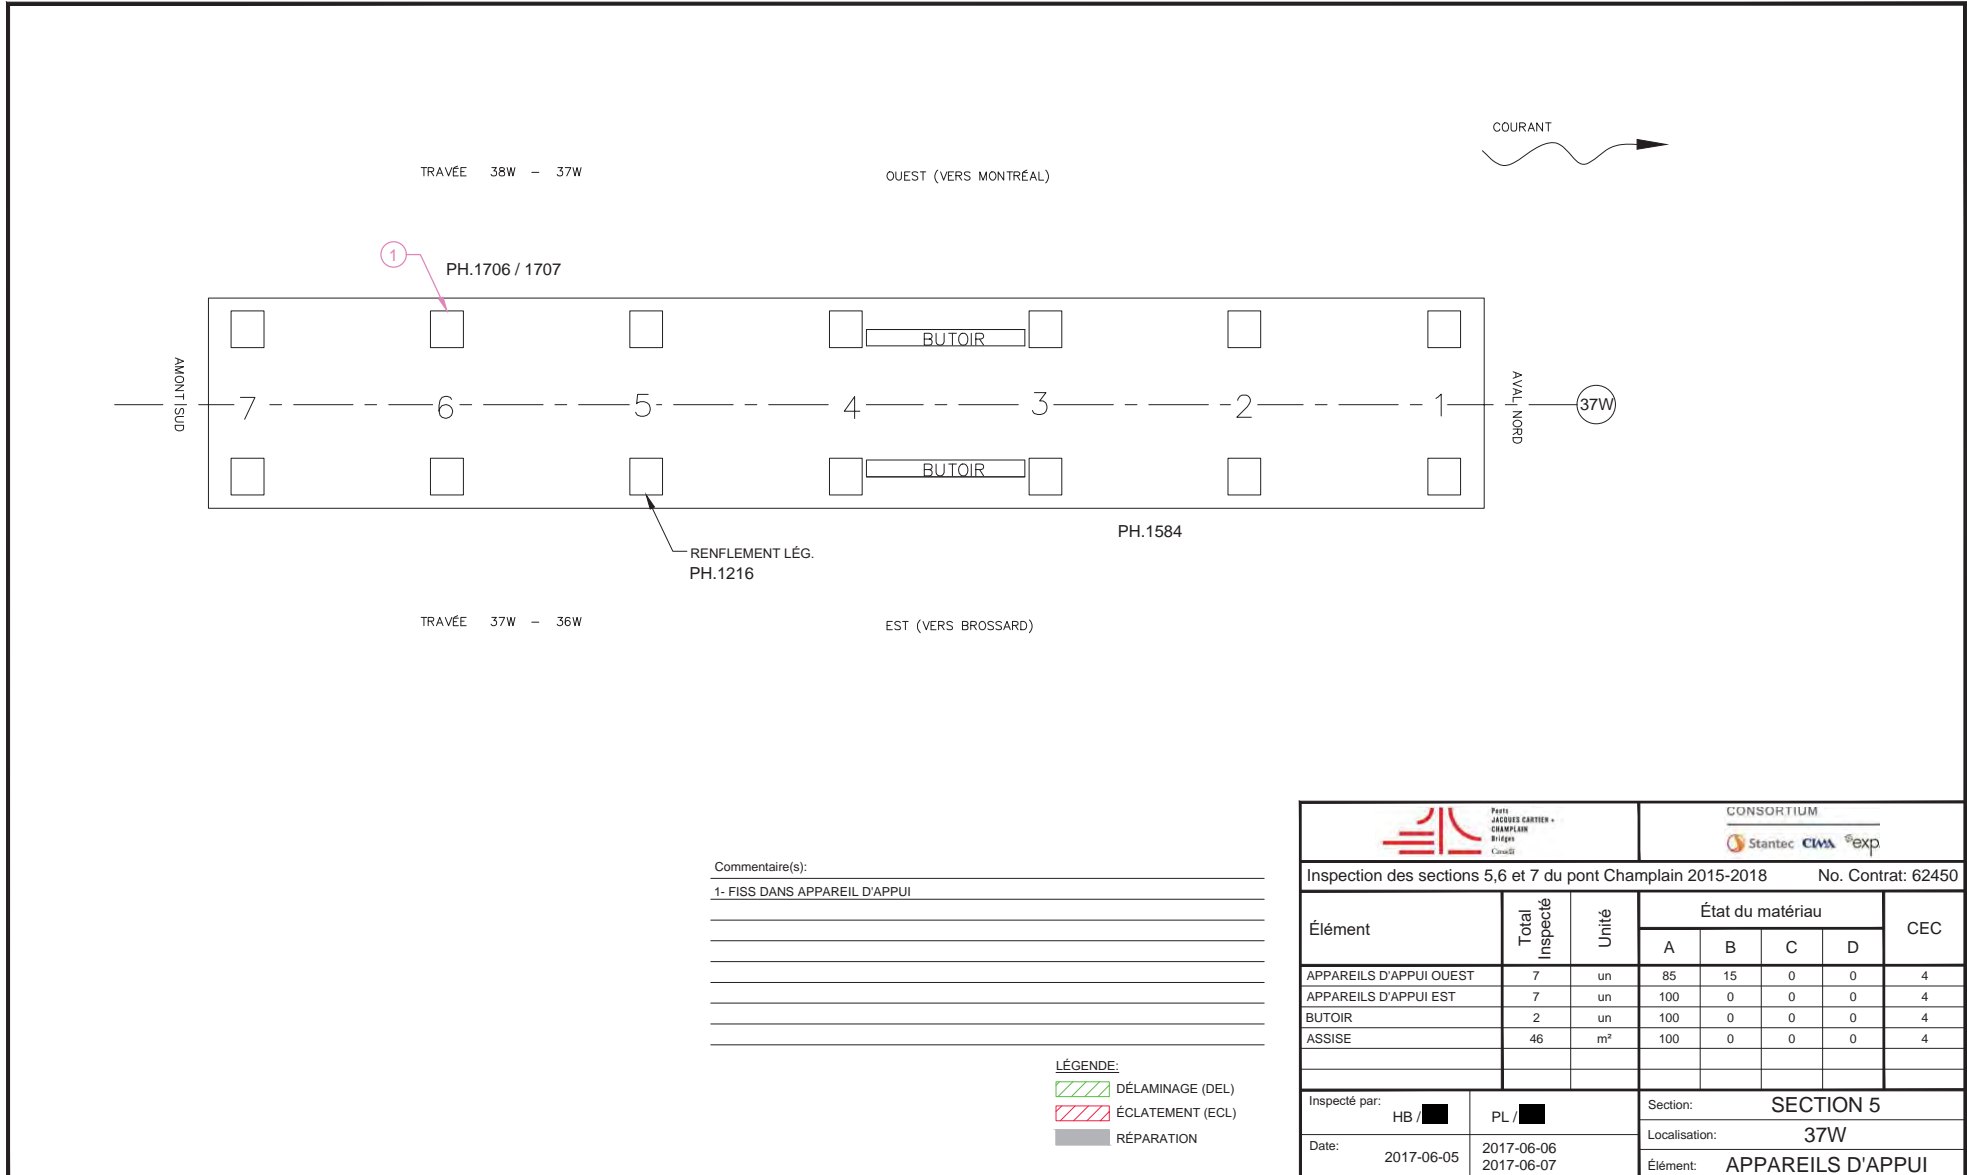 COURANT
TRAVÉE 38W – 37W
OUEST (VERS MONTRÉAL)
1
PH.1706 / 1707
BUTOIR
AMONT SUD
7 6 5 4 3 2 1
AVAL NORD
37W
BUTOIR
PH.1584
RENFLEMENT LÉG.
PH.1216
TRAVÉE 37W – 36W
EST (VERS BROSSARD)
Commentaire(s):
1- FISS DANS APPAREIL D'APPUI
LÉGENDE:
DÉLAMINAGE (DEL)
ÉCLATEMENT (ECL)
RÉPARATION
Ponts
JACQUES CARTIER +
CHAMPLAIN
Bridges
Canada
CONSORTIUM
Stantec CIMA exp
Inspection des sections 5,6 et 7 du pont Champlain 2015-2018 No. Contrat: 62450
Élément Total Inspecté Unité État du matériau CEC
A B C D
APPAREILS D'APPUI OUEST 7 un 85 15 0 0 4
APPAREILS D'APPUI EST 7 un 100 0 0 0 4
BUTOIR 2 un 100 0 0 0 4
ASSISE 46 m² 100 0 0 0 4
Inspecté par: HB / PL /
Date: 2017-06-05 2017-06-06
2017-06-07
Section: SECTION 5
Localisation: 37W
Élément: APPAREILS D'APPUI